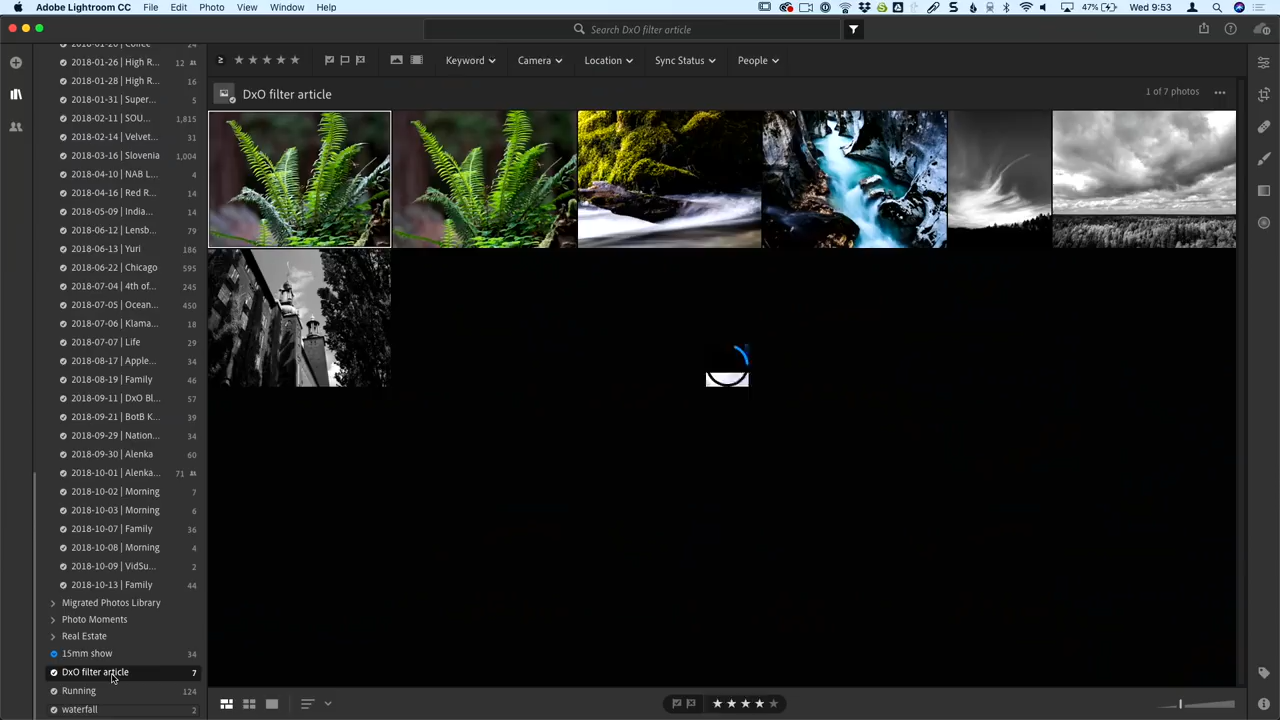 Adobe Lightroom CC File Edit Photo View Window Help 47% Wed 9:53
Search DxO filter article
Keyword Camera Location Sync Status People
DxO filter article 1 of 7 photos
2018-01-26 | High R... 12
2018-01-28 | High R... 16
2018-01-31 | Super... 5
2018-02-11 | SOU... 1,815
2018-02-14 | Velvet... 31
2018-03-16 | Slovenia 1,004
2018-04-10 | NAB L... 4
2018-04-16 | Red R... 14
2018-05-09 | India... 14
2018-06-12 | Lensb... 79
2018-06-13 | Yuri 186
2018-06-22 | Chicago 595
2018-07-04 | 4th of... 245
2018-07-05 | Ocean... 450
2018-07-06 | Klama... 18
2018-07-07 | Life 29
2018-08-17 | Apple... 34
2018-08-19 | Family 46
2018-09-11 | DxO Bl... 57
2018-09-21 | BotB K... 39
2018-09-29 | Nation... 34
2018-09-30 | Alenka 60
2018-10-01 | Alenka... 71
2018-10-02 | Morning 7
2018-10-03 | Morning 6
2018-10-07 | Family 36
2018-10-08 | Morning 4
2018-10-09 | VidSu... 2
2018-10-13 | Family 44
Migrated Photos Library
Photo Moments
Real Estate
15mm show 34
DxO filter article 7
Running 124
waterfall 2